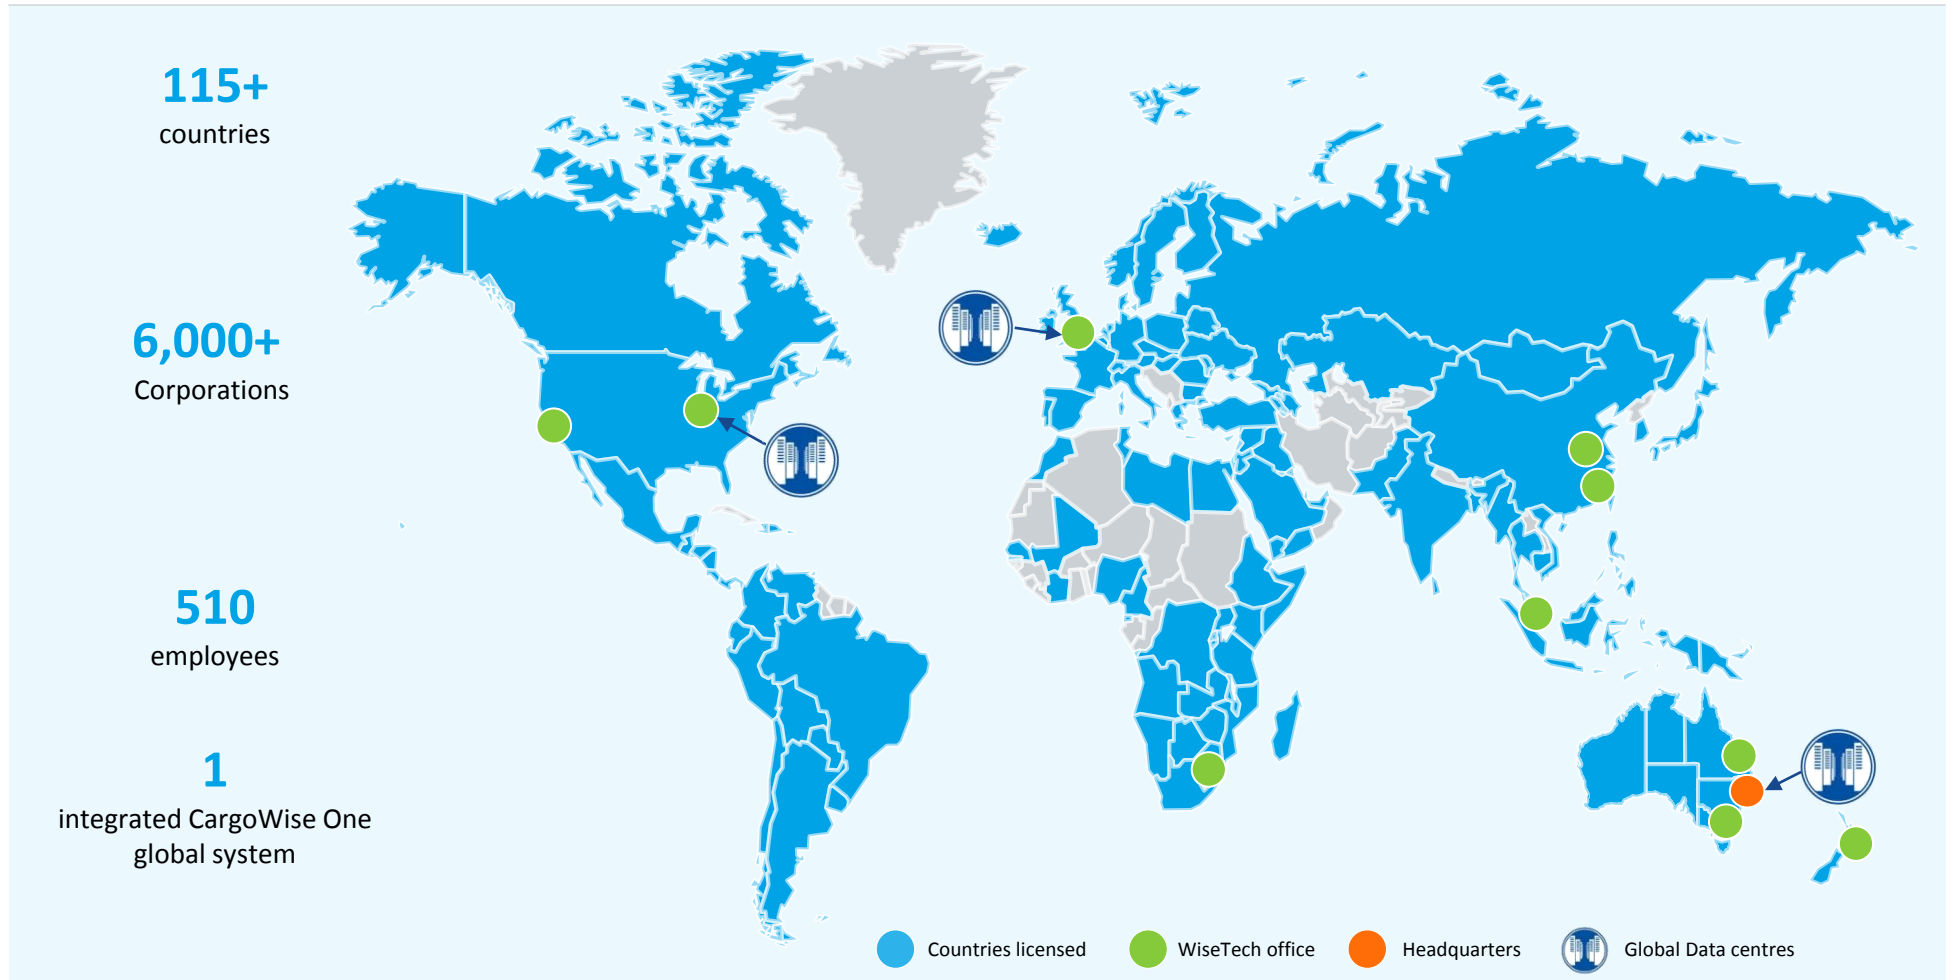 115+
countries
6,000+
Corporations
510
employees
1
integrated CargoWise One
global system
Countries licensed
WiseTech office
Headquarters
Global Data centres